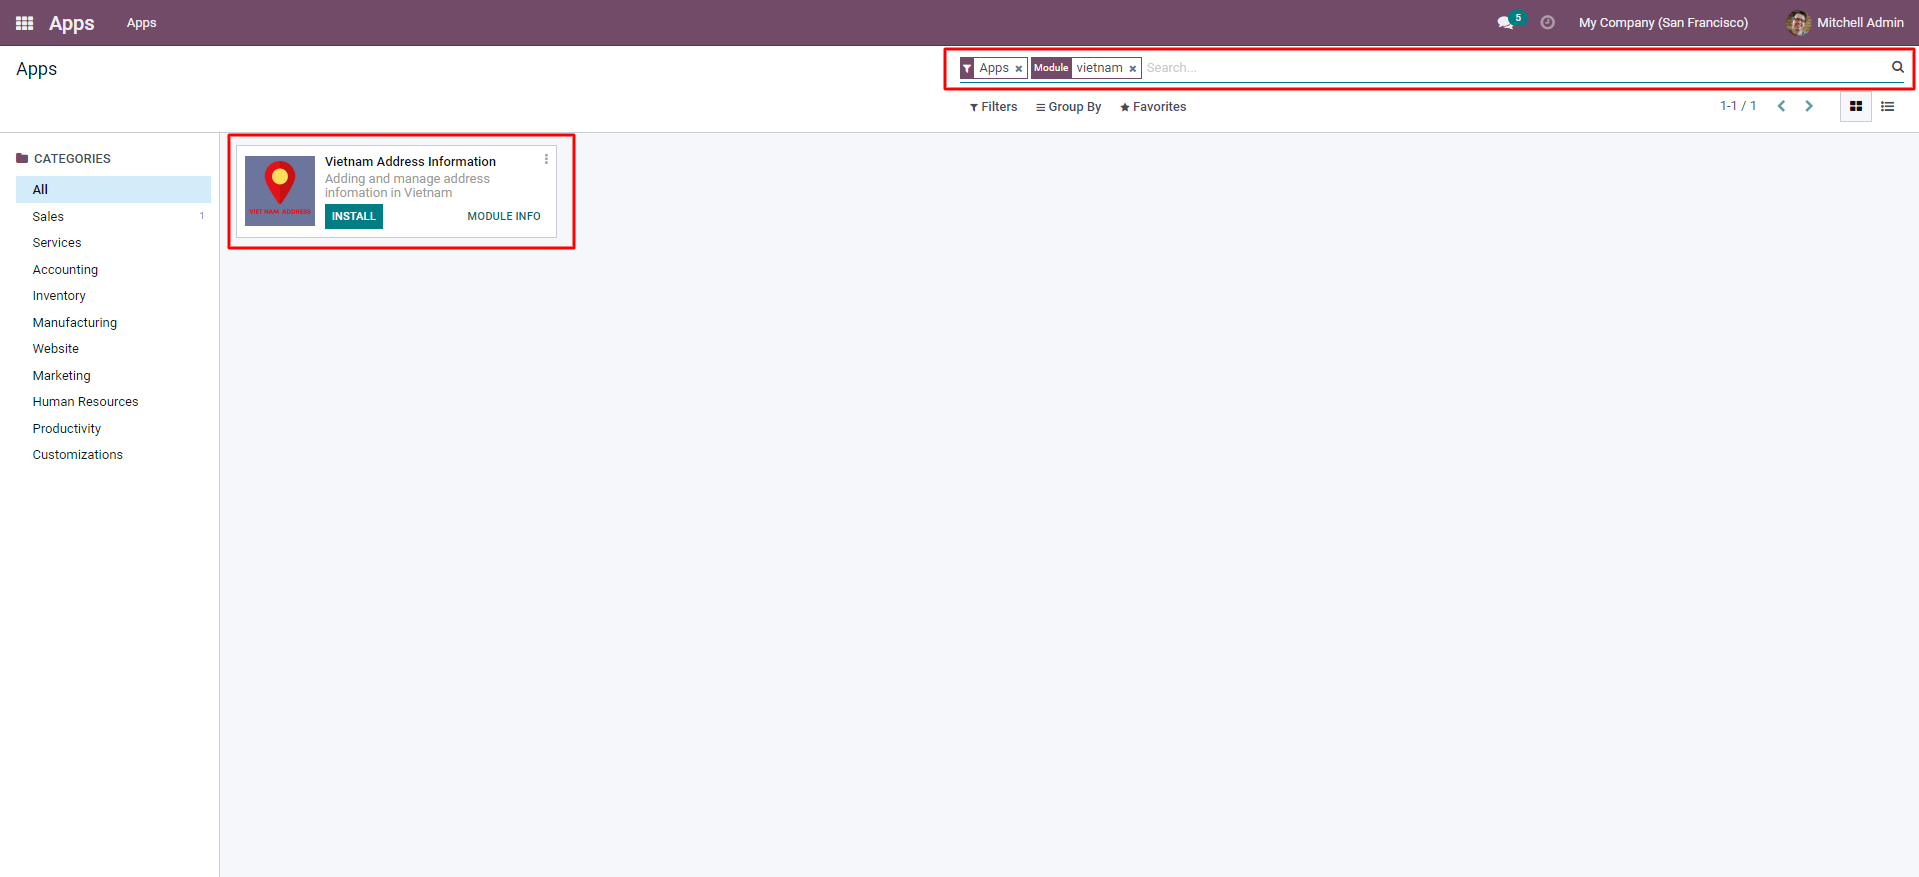 Apps Apps 5 My Company (San Francisco) Mitchell Admin
Apps
Apps × Module vietnam × Search...
Filters Group By Favorites 1-1 / 1
CATEGORIES
All
Sales 1
Services
Accounting
Inventory
Manufacturing
Website
Marketing
Human Resources
Productivity
Customizations
VIET NAM ADDRESS
Vietnam Address Information
Adding and manage address
infomation in Vietnam
INSTALL MODULE INFO